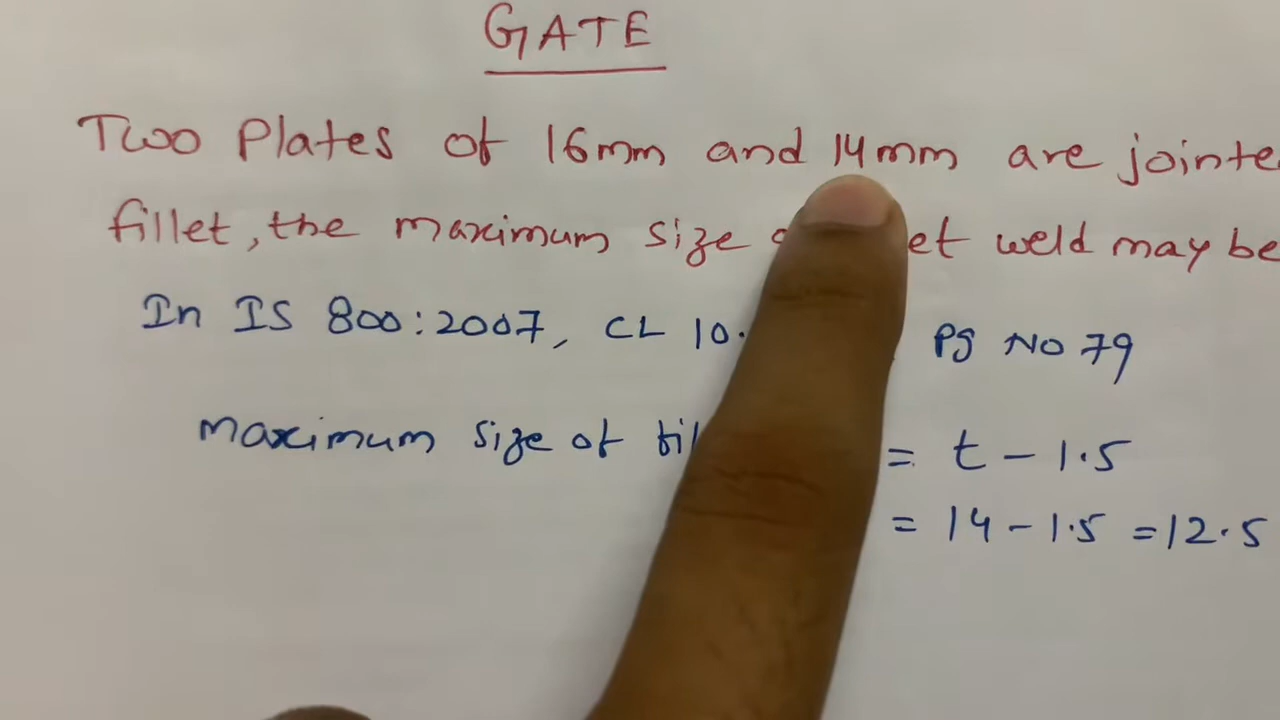 GATE
Two Plates of 16mm and 14mm are jointe
fillet, the maximum size et weld may be
In IS 800:2007, CL 10. Pg No 79
maximum size of fil = t - 1.5
= 14 - 1.5 = 12.5